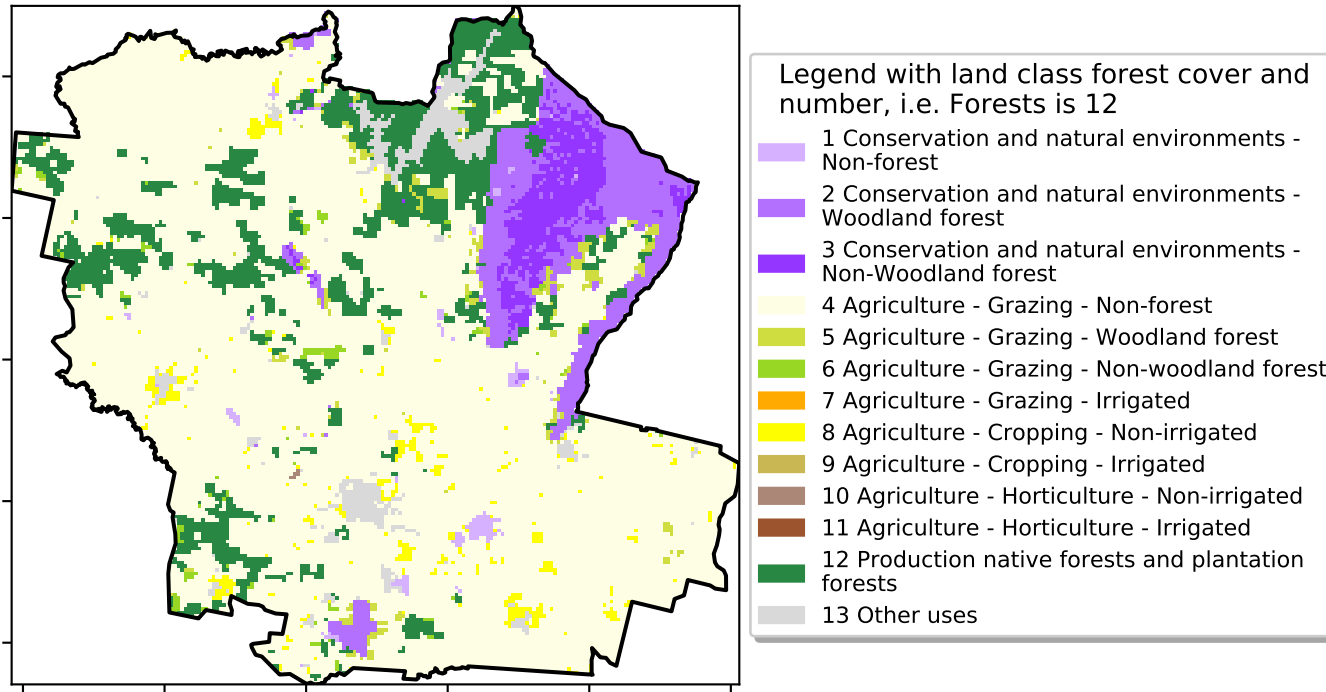 Legend with land class forest cover and
number, i.e. Forests is 12
1 Conservation and natural environments -
Non-forest
2 Conservation and natural environments -
Woodland forest
3 Conservation and natural environments -
Non-Woodland forest
4 Agriculture - Grazing - Non-forest
5 Agriculture - Grazing - Woodland forest
6 Agriculture - Grazing - Non-woodland forest
7 Agriculture - Grazing - Irrigated
8 Agriculture - Cropping - Non-irrigated
9 Agriculture - Cropping - Irrigated
10 Agriculture - Horticulture - Non-irrigated
11 Agriculture - Horticulture - Irrigated
12 Production native forests and plantation
forests
13 Other uses